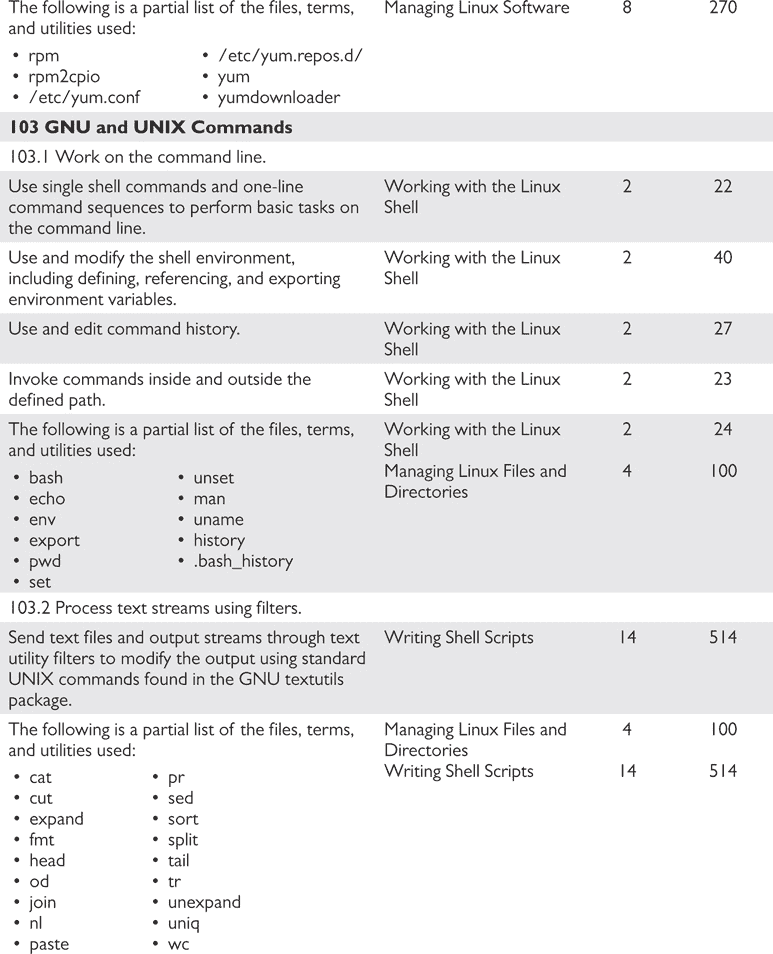 The following is a partial list of the files, terms, Managing Linux Software 8 270
and utilities used:
• rpm • /etc/yum.repos.d/
• rpm2cpio • yum
• /etc/yum.conf • yumdownloader
103 GNU and UNIX Commands
103.1 Work on the command line.
Use single shell commands and one-line Working with the Linux 2 22
command sequences to perform basic tasks on Shell
the command line.
Use and modify the shell environment, Working with the Linux 2 40
including defining, referencing, and exporting Shell
environment variables.
Use and edit command history. Working with the Linux 2 27
Shell
Invoke commands inside and outside the Working with the Linux 2 23
defined path. Shell
The following is a partial list of the files, terms, Working with the Linux 2 24
and utilities used: Shell
• bash • unset Managing Linux Files and 4 100
• echo • man Directories
• env • uname
• export • history
• pwd • .bash_history
• set
103.2 Process text streams using filters.
Send text files and output streams through text Writing Shell Scripts 14 514
utility filters to modify the output using standard
UNIX commands found in the GNU textutils
package.
The following is a partial list of the files, terms, Managing Linux Files and 4 100
and utilities used: Directories
• cat • pr Writing Shell Scripts 14 514
• cut • sed
• expand • sort
• fmt • split
• head • tail
• od • tr
• join • unexpand
• nl • uniq
• paste • wc